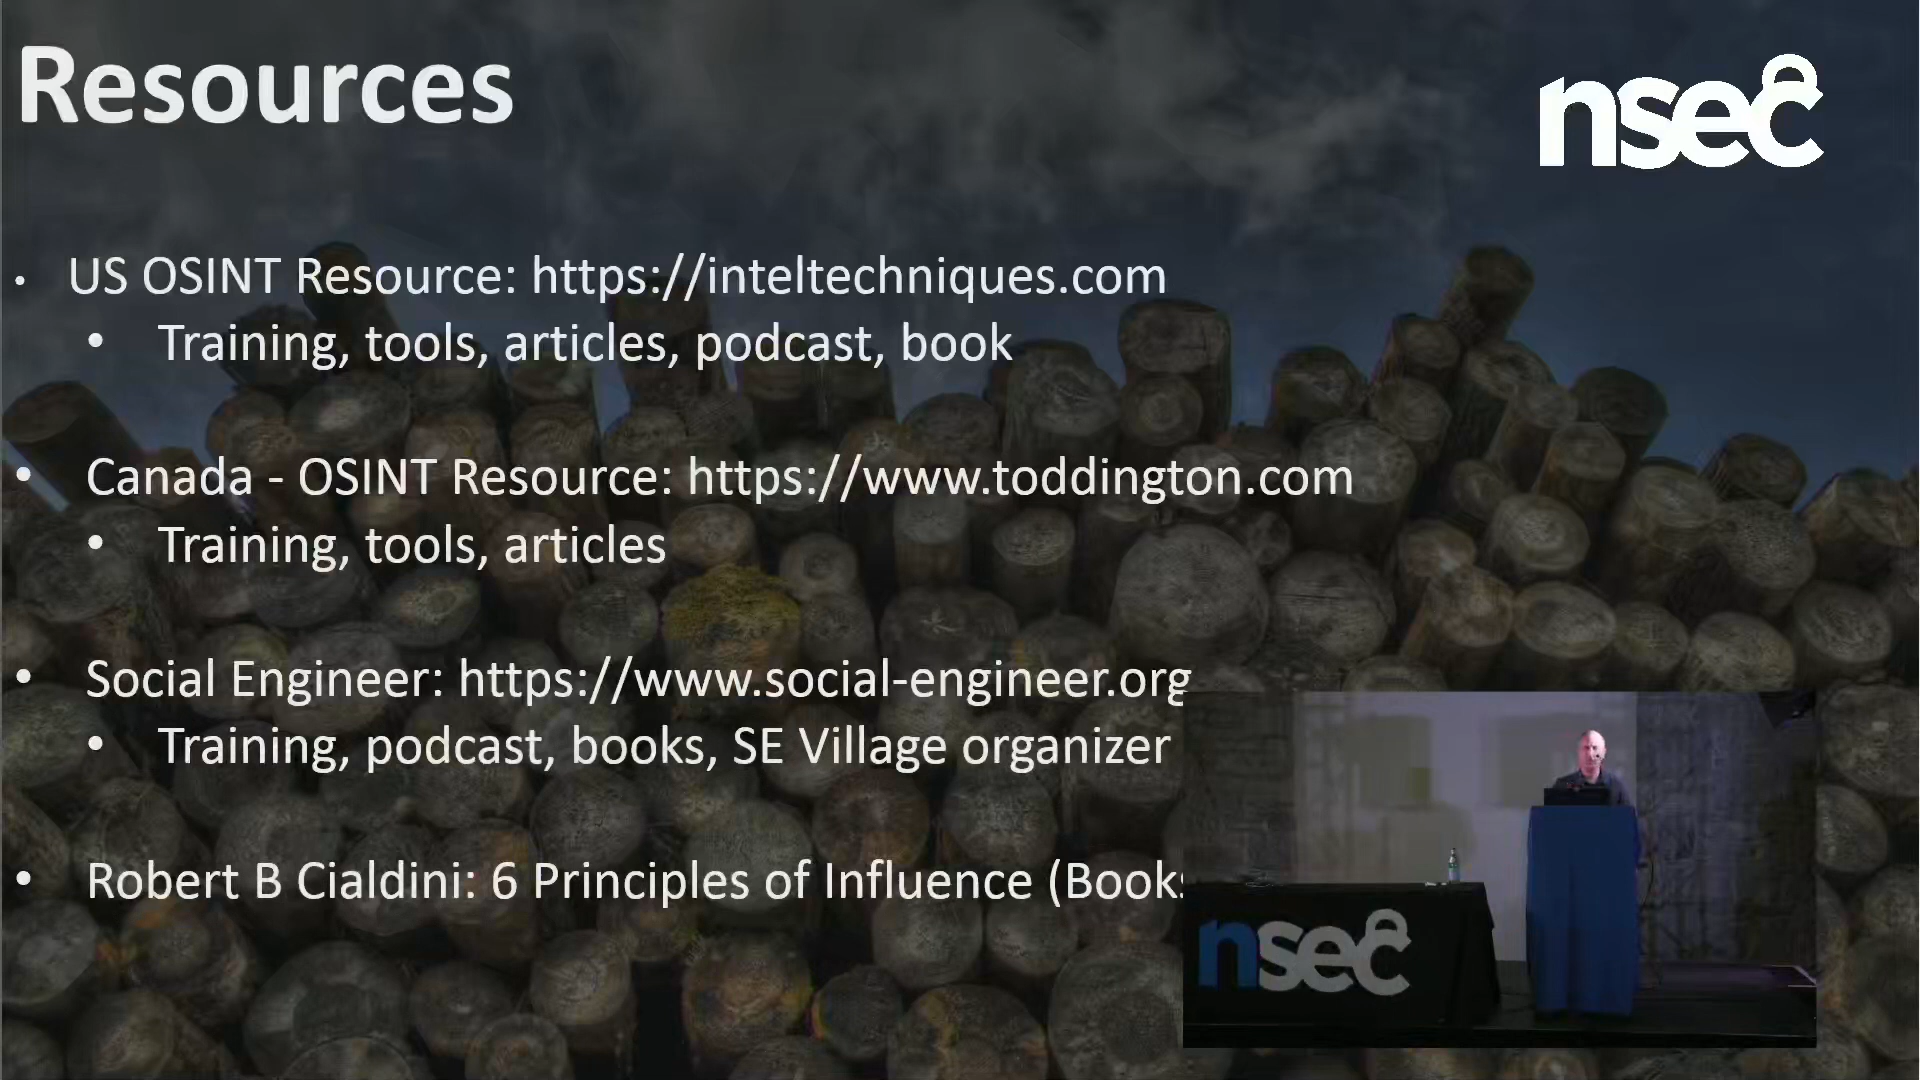 Resources
nsec
• US OSINT Resource: https://inteltechniques.com
• Training, tools, articles, podcast, book
• Canada - OSINT Resource: https://www.toddington.com
• Training, tools, articles
• Social Engineer: https://www.social-engineer.org
• Training, podcast, books, SE Village organizer
• Robert B Cialdini: 6 Principles of Influence (Books
nsec